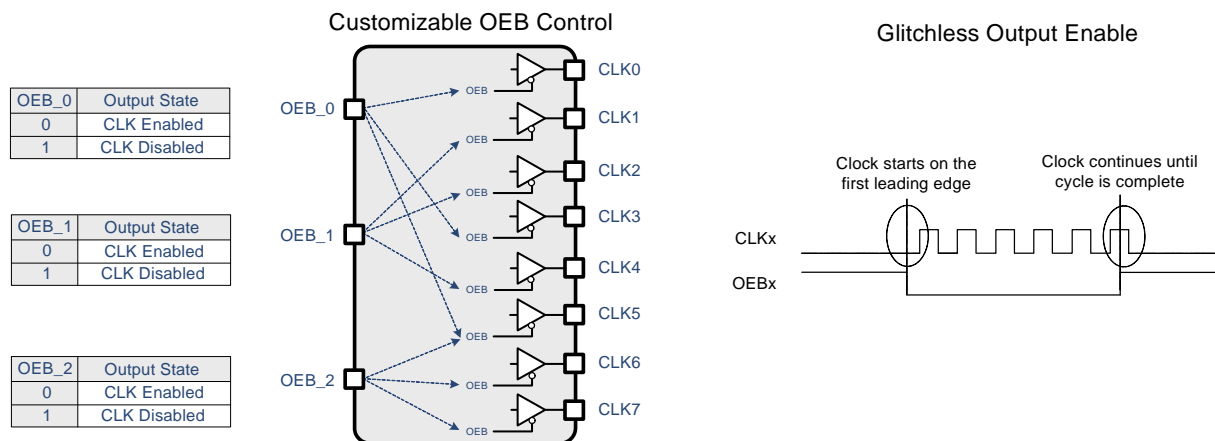 Customizable OEB Control
Glitchless Output Enable
OEB_0 Output State
0 CLK Enabled
1 CLK Disabled
OEB_1 Output State
0 CLK Enabled
1 CLK Disabled
OEB_2 Output State
0 CLK Enabled
1 CLK Disabled
OEB_0
OEB_1
OEB_2
OEB
OEB
OEB
OEB
OEB
OEB
OEB
OEB
CLK0
CLK1
CLK2
CLK3
CLK4
CLK5
CLK6
CLK7
Clock starts on the
first leading edge
Clock continues until
cycle is complete
CLKx
OEBx